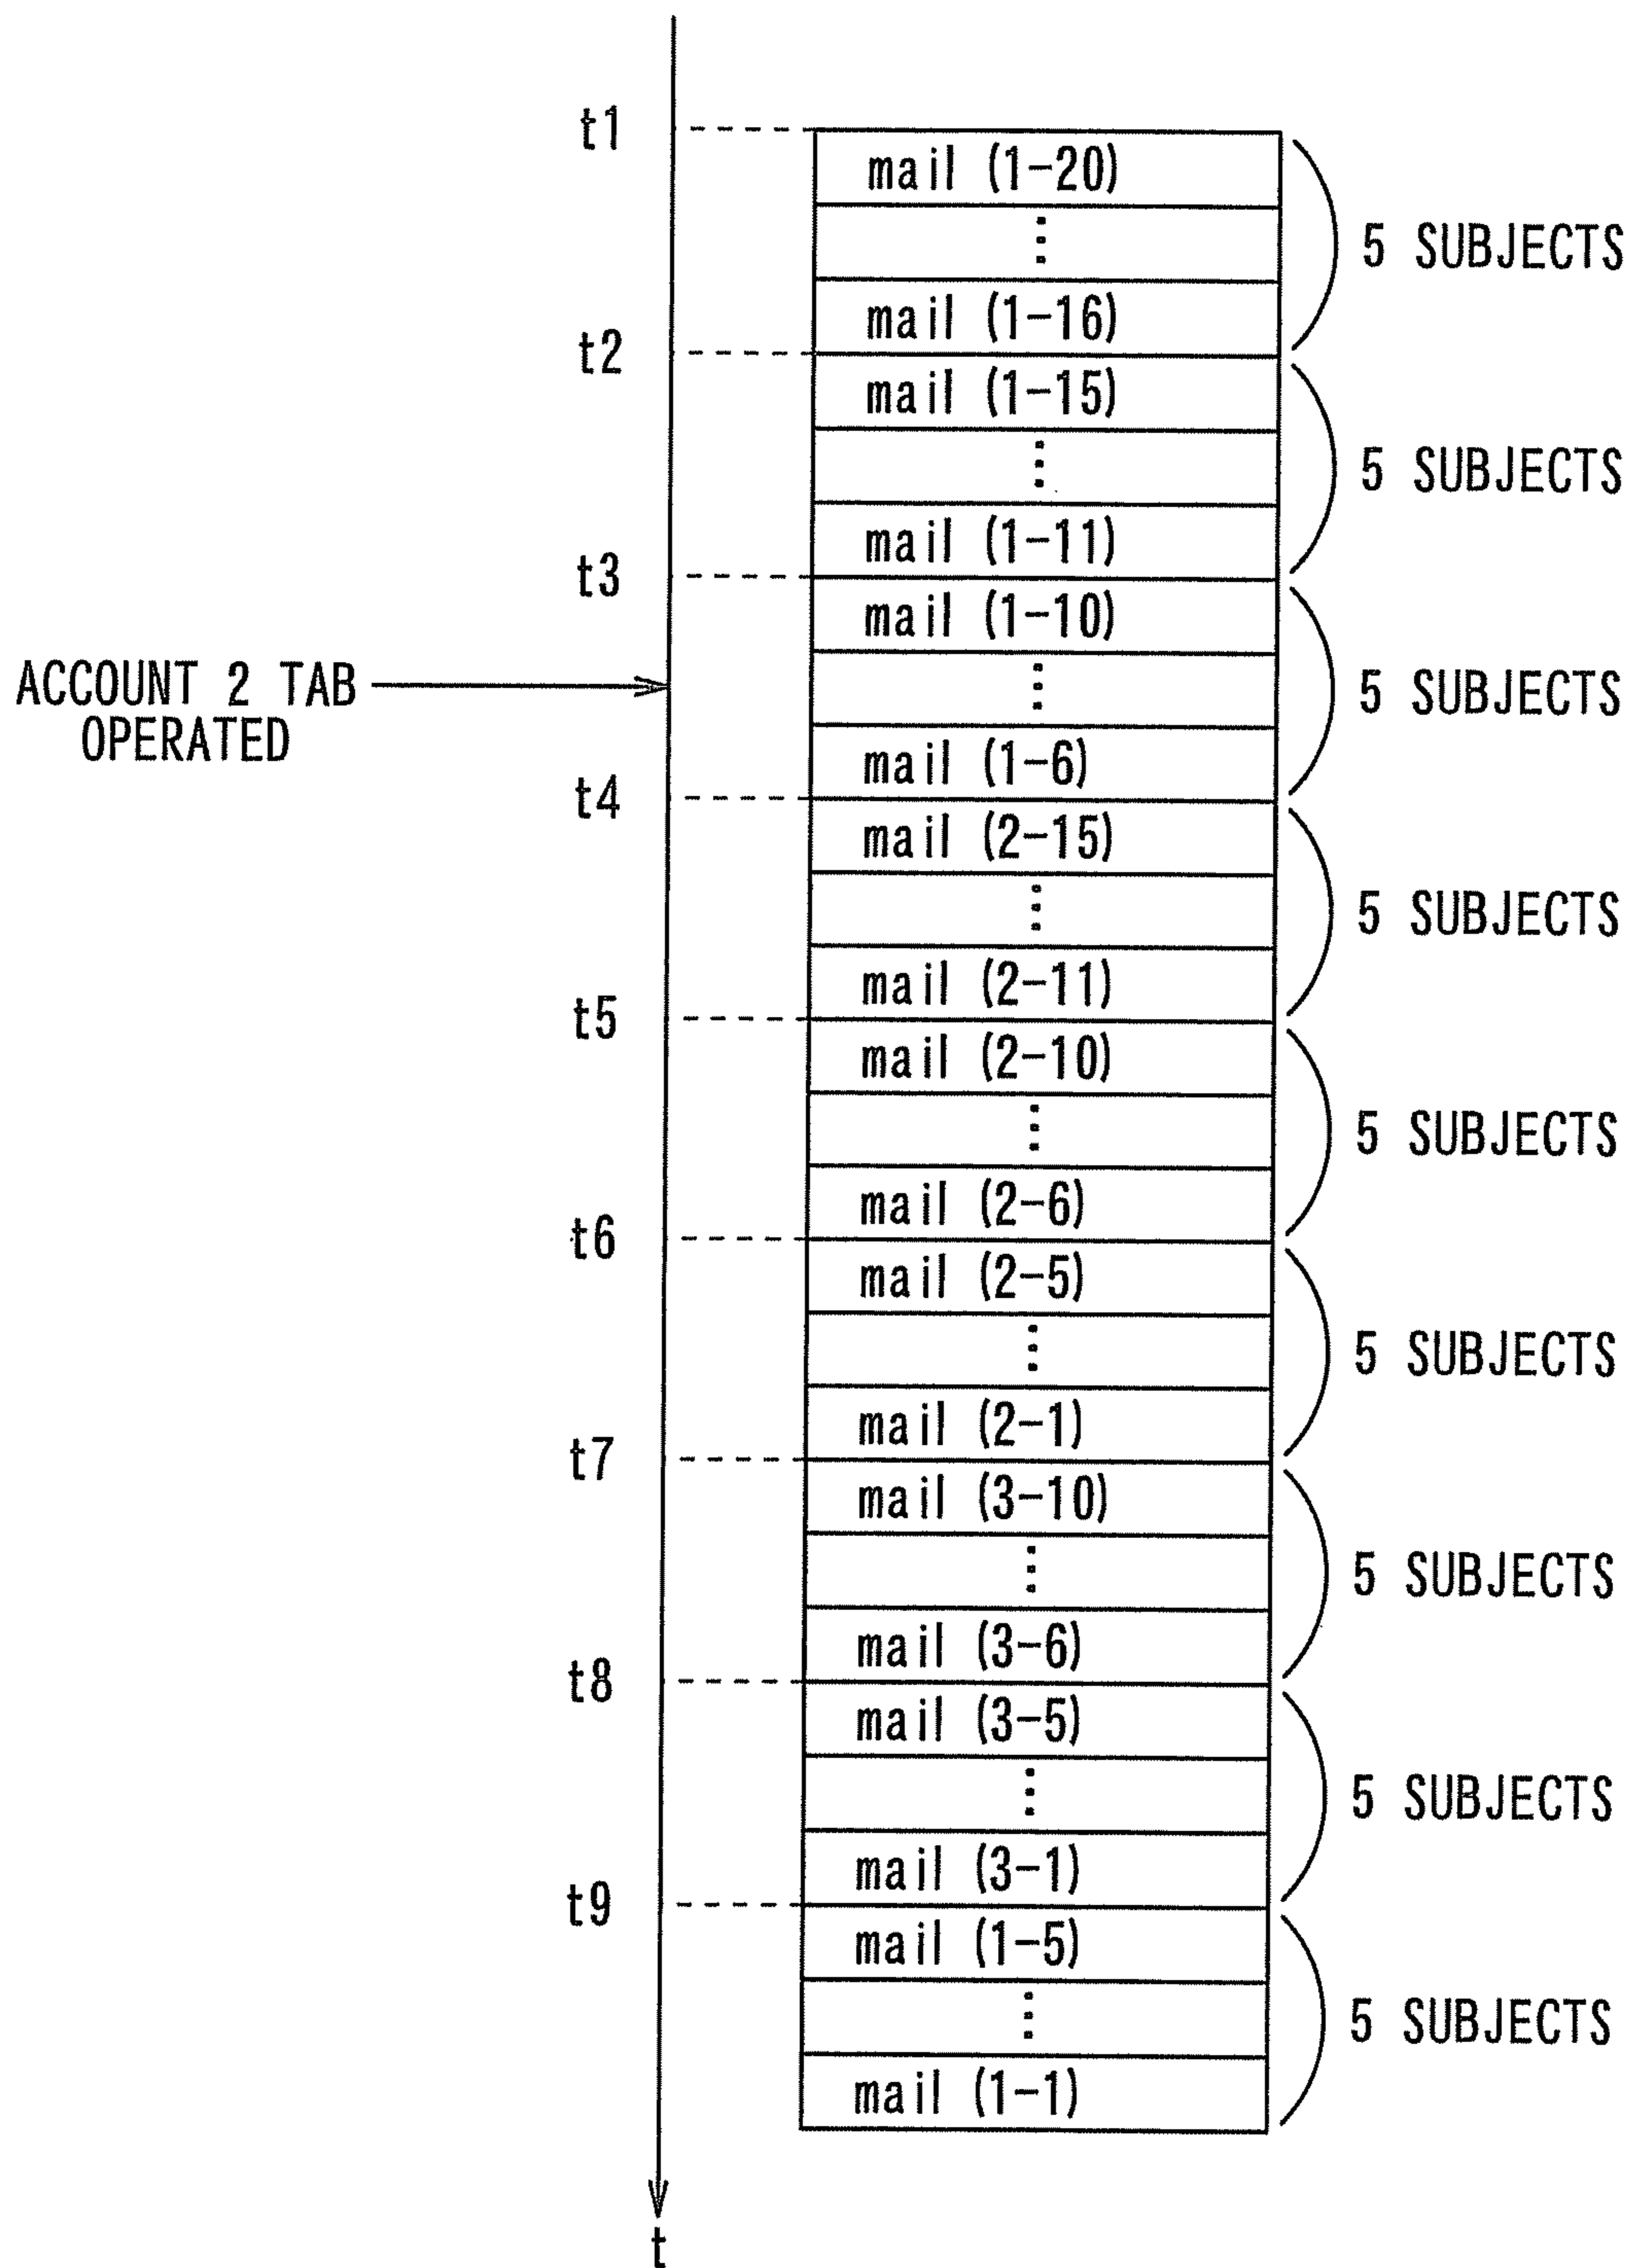 t1
mail (1-20)
⋮
5 SUBJECTS
mail (1-16)
t2
mail (1-15)
⋮
5 SUBJECTS
mail (1-11)
t3
mail (1-10)
ACCOUNT 2 TAB
OPERATED
⋮
5 SUBJECTS
mail (1-6)
t4
mail (2-15)
⋮
5 SUBJECTS
mail (2-11)
t5
mail (2-10)
⋮
5 SUBJECTS
mail (2-6)
t6
mail (2-5)
⋮
5 SUBJECTS
mail (2-1)
t7
mail (3-10)
⋮
5 SUBJECTS
mail (3-6)
t8
mail (3-5)
⋮
5 SUBJECTS
mail (3-1)
t9
mail (1-5)
⋮
5 SUBJECTS
mail (1-1)
t